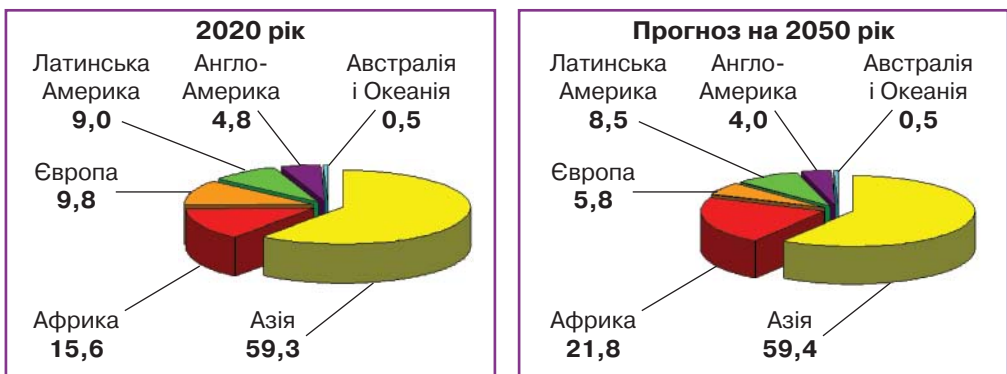 2020 рік
Латинська
Америка
9,0
Англо-
Америка
4,8
Австралія
і Океанія
0,5
Європа
9,8
Африка
15,6
Азія
59,3
Прогноз на 2050 рік
Латинська
Америка
8,5
Англо-
Америка
4,0
Австралія
і Океанія
0,5
Європа
5,8
Африка
21,8
Азія
59,4